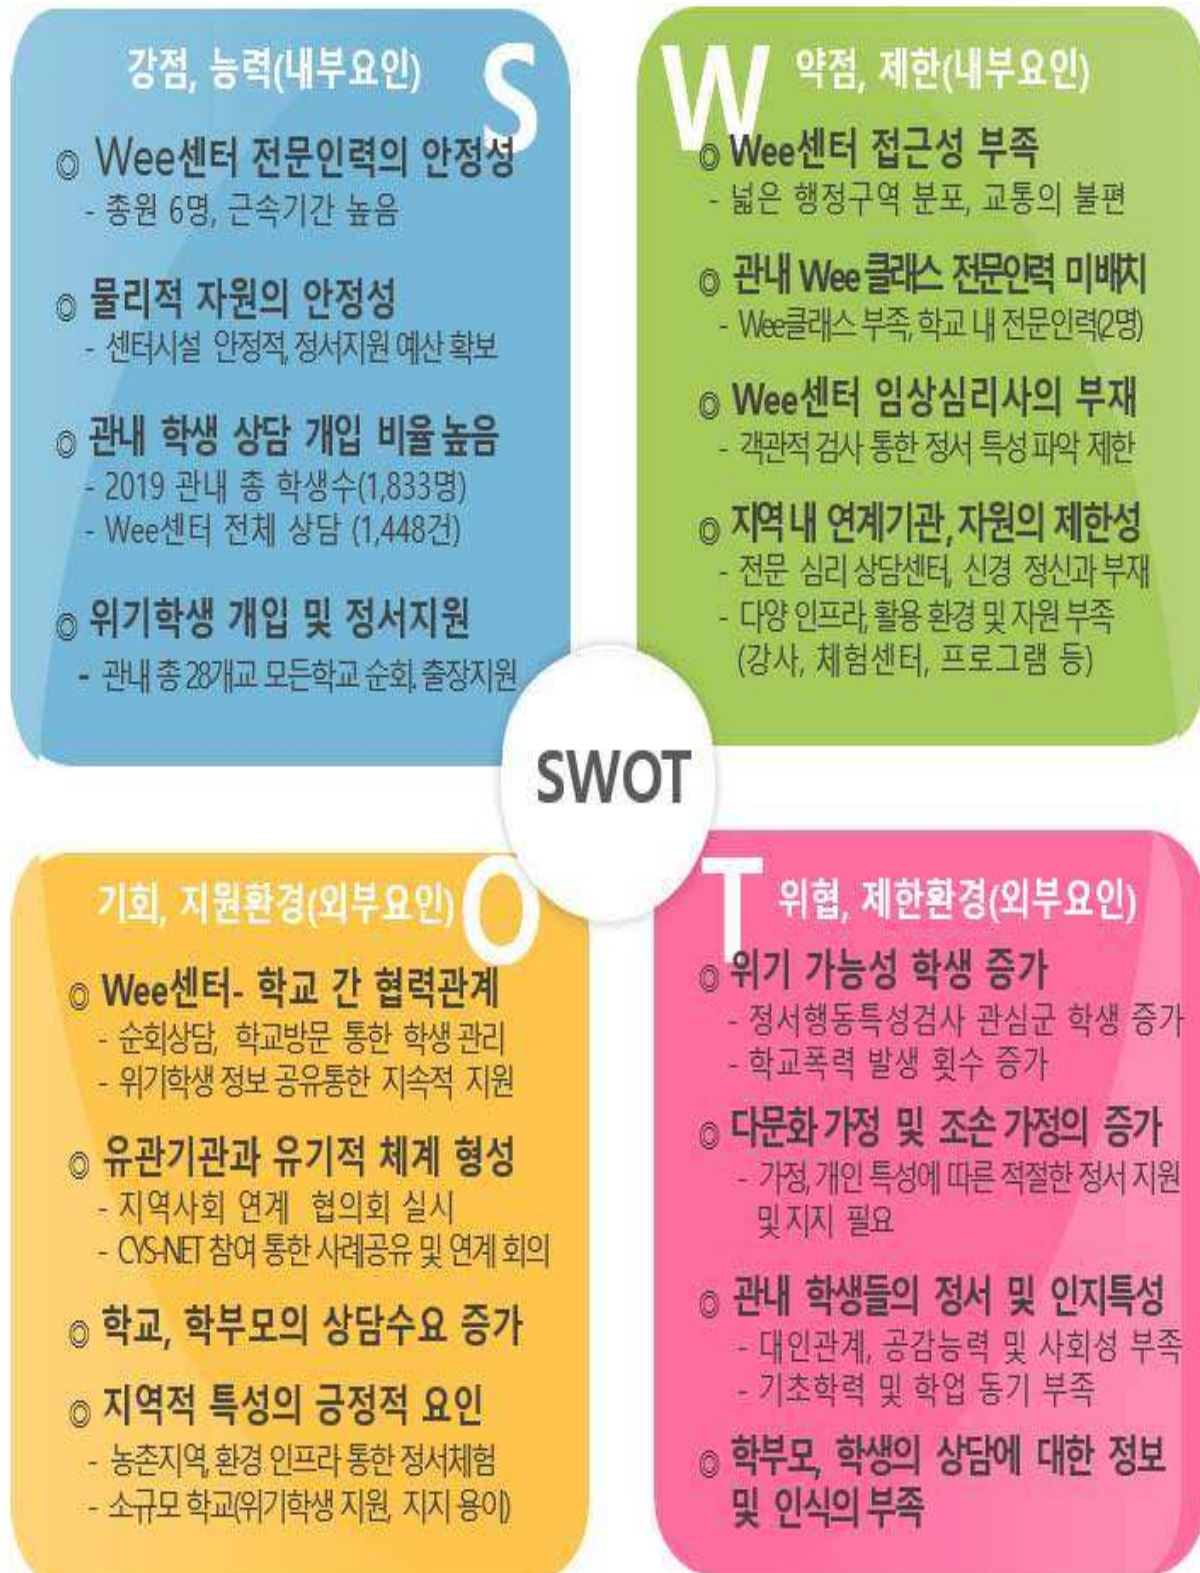 강점, 능력(내부요인)
S
◎ Wee센터 전문인력의 안정성
- 총원 6명, 근속기간 높음
◎ 물리적 자원의 안정성
- 센터시설 안정적, 정서지원 예산 확보
◎ 관내 학생 상담 개입 비율 높음
- 2019 관내 총 학생수(1,833명)
- Wee센터 전체 상담 (1,448건)
◎ 위기학생 개입 및 정서지원
- 관내 총 28개교 모든학교 순회, 출장지원
W
약점, 제한(내부요인)
◎ Wee센터 접근성 부족
- 넓은 행정구역 분포, 교통의 불편
◎ 관내 Wee 클래스 전문인력 미배치
- Wee클래스 부족, 학교 내 전문인력(2명)
◎ Wee센터 임상심리사의 부재
- 객관적 검사 통한 정서 특성 파악 제한
◎ 지역 내 연계기관, 자원의 제한성
- 전문 심리 상담센터, 신경 정신과 부재
- 다양 인프라, 활용 환경 및 자원 부족
(강사, 체험센터, 프로그램 등)
SWOT
기회, 지원환경(외부요인)
O
◎ Wee센터- 학교 간 협력관계
- 순회상담, 학교방문 통한 학생 관리
- 위기학생 정보 공유통한 지속적 지원
◎ 유관기관과 유기적 체계 형성
- 지역사회 연계 협의회 실시
- CYS-NET 참여 통한 사례공유 및 연계 회의
◎ 학교, 학부모의 상담수요 증가
◎ 지역적 특성의 긍정적 요인
- 농촌지역, 환경 인프라 통한 정서체험
- 소규모 학교(위기학생 지원, 지지 용이)
T
위협, 제한환경(외부요인)
◎ 위기 가능성 학생 증가
- 정서행동특성검사 관심군 학생 증가
- 학교폭력 발생 횟수 증가
◎ 다문화 가정 및 조손 가정의 증가
- 가정, 개인 특성에 따른 적절한 정서 지원
및 지지 필요
◎ 관내 학생들의 정서 및 인지특성
- 대인관계, 공감능력 및 사회성 부족
- 기초학력 및 학업 동기 부족
◎ 학부모, 학생의 상담에 대한 정보
및 인식의 부족